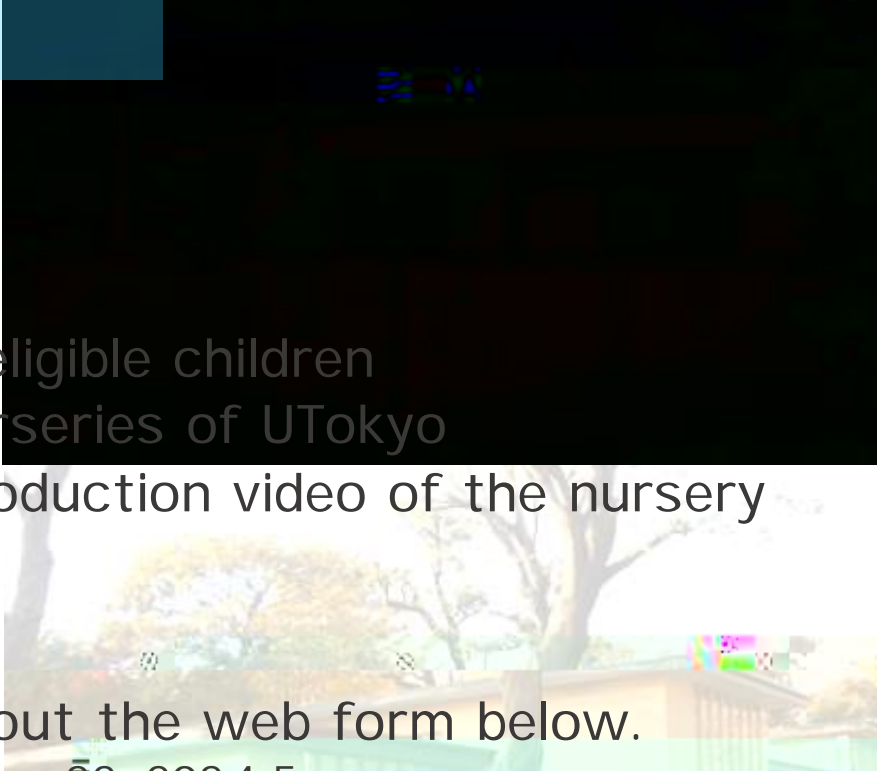 eligible children
rseries of UTokyo
oduction video of the nursery
out the web form below.